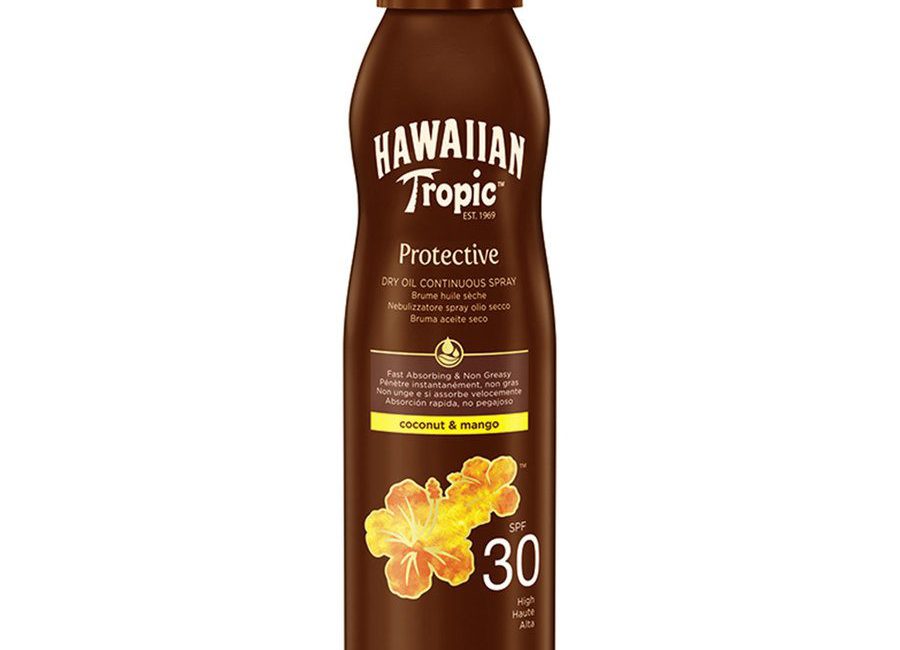 HAWAIIAN
Tropic™
EST. 1969
Protective
DRY OIL CONTINUOUS SPRAY
Brume huile sèche
Nebulizzatore spray olio secco
Bruma aceite seco
Fast Absorbing & Non Greasy
Pénètre instantanément, non gras
Non unge e si assorbe velocemente
Absorción rapida, no pegajoso
coconut & mango
™
SPF
30
High
Haute
Alta